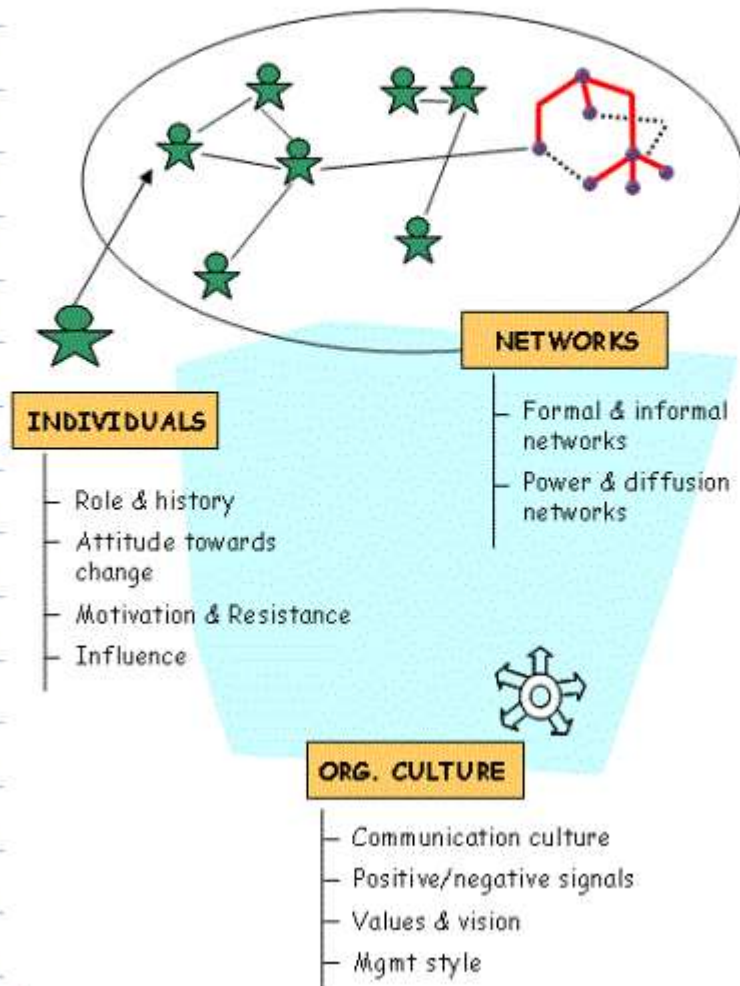 NETWORKS
Formal & informal
networks
Power & diffusion
networks
INDIVIDUALS
Role & history
Attitude towards
change
Motivation & Resistance
Influence
ORG. CULTURE
Communication culture
Positive/negative signals
Values & vision
Mgmt style